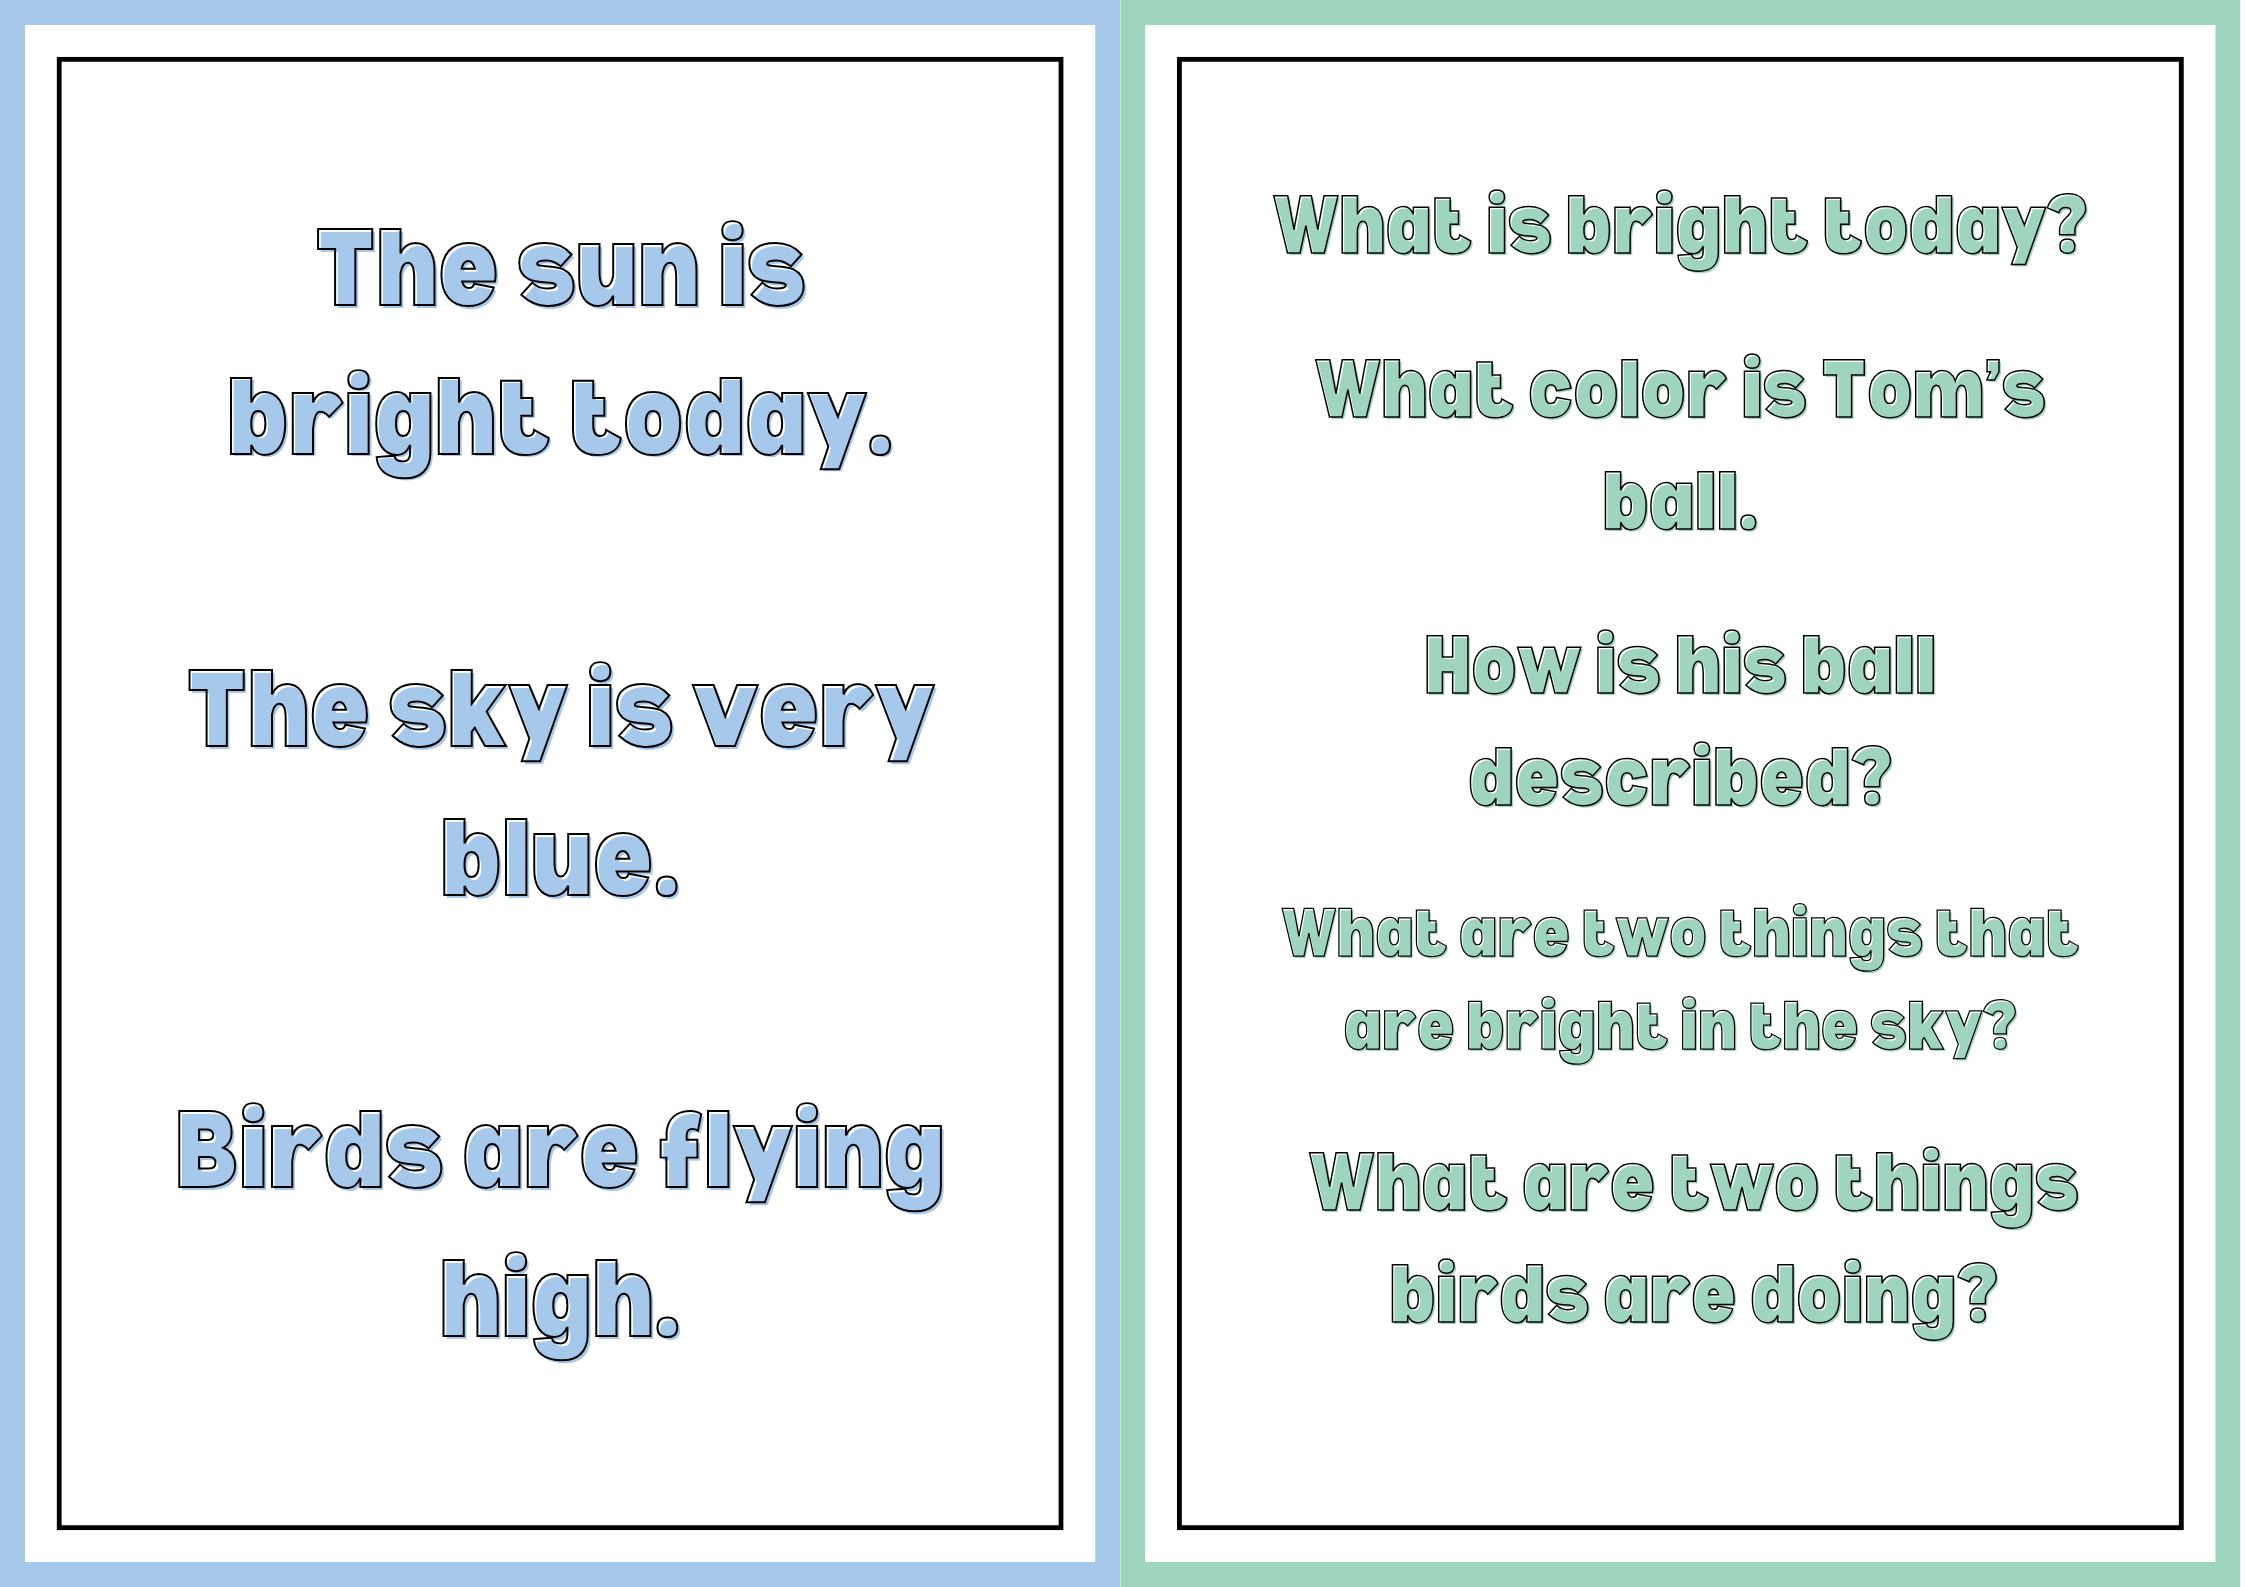 The sun is
bright today.
The sky is very
blue.
Birds are flying
high.
What is bright today?
What color is Tom’s
ball.
How is his ball
described?
What are two things that
are bright in the sky?
What are two things
birds are doing?